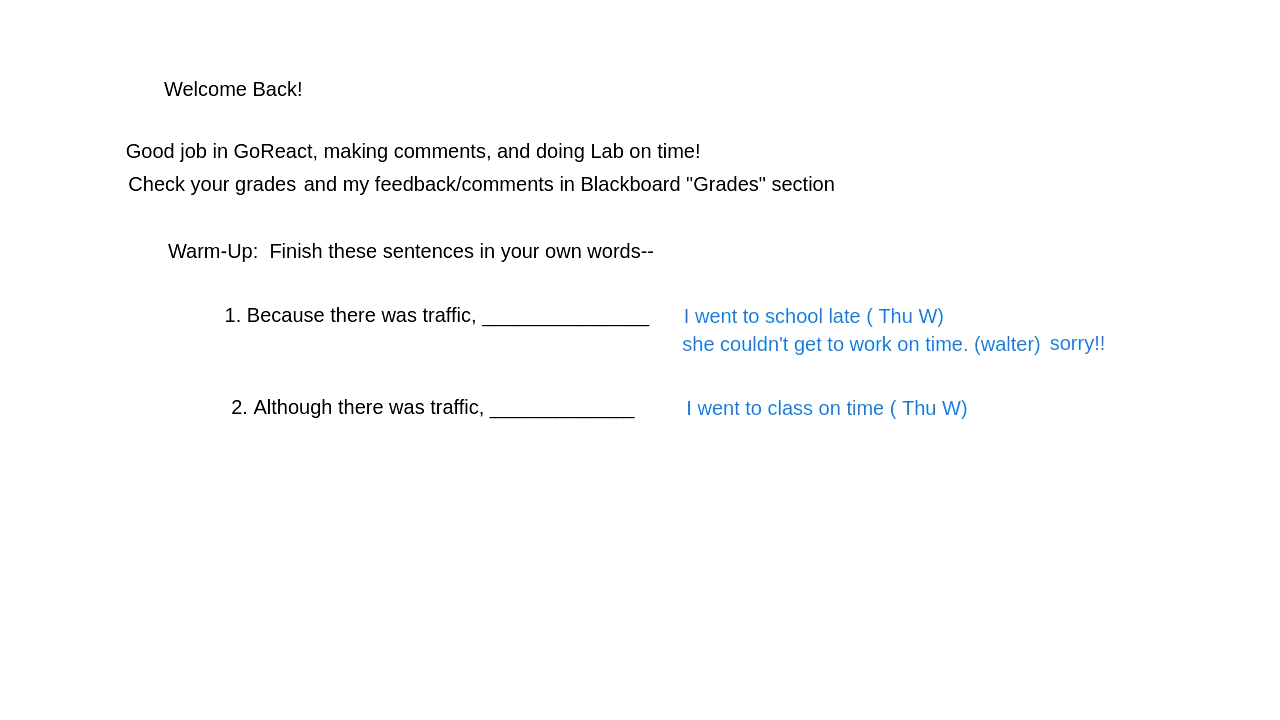 Welcome Back!
Good job in GoReact, making comments, and doing Lab on time!
Check your grades and my feedback/comments in Blackboard "Grades" section
Warm-Up:  Finish these sentences in your own words--
1. Because there was traffic, _______________ I went to school late ( Thu W)
she couldn't get to work on time. (walter) sorry!!
2. Although there was traffic, _____________ I went to class on time ( Thu W)